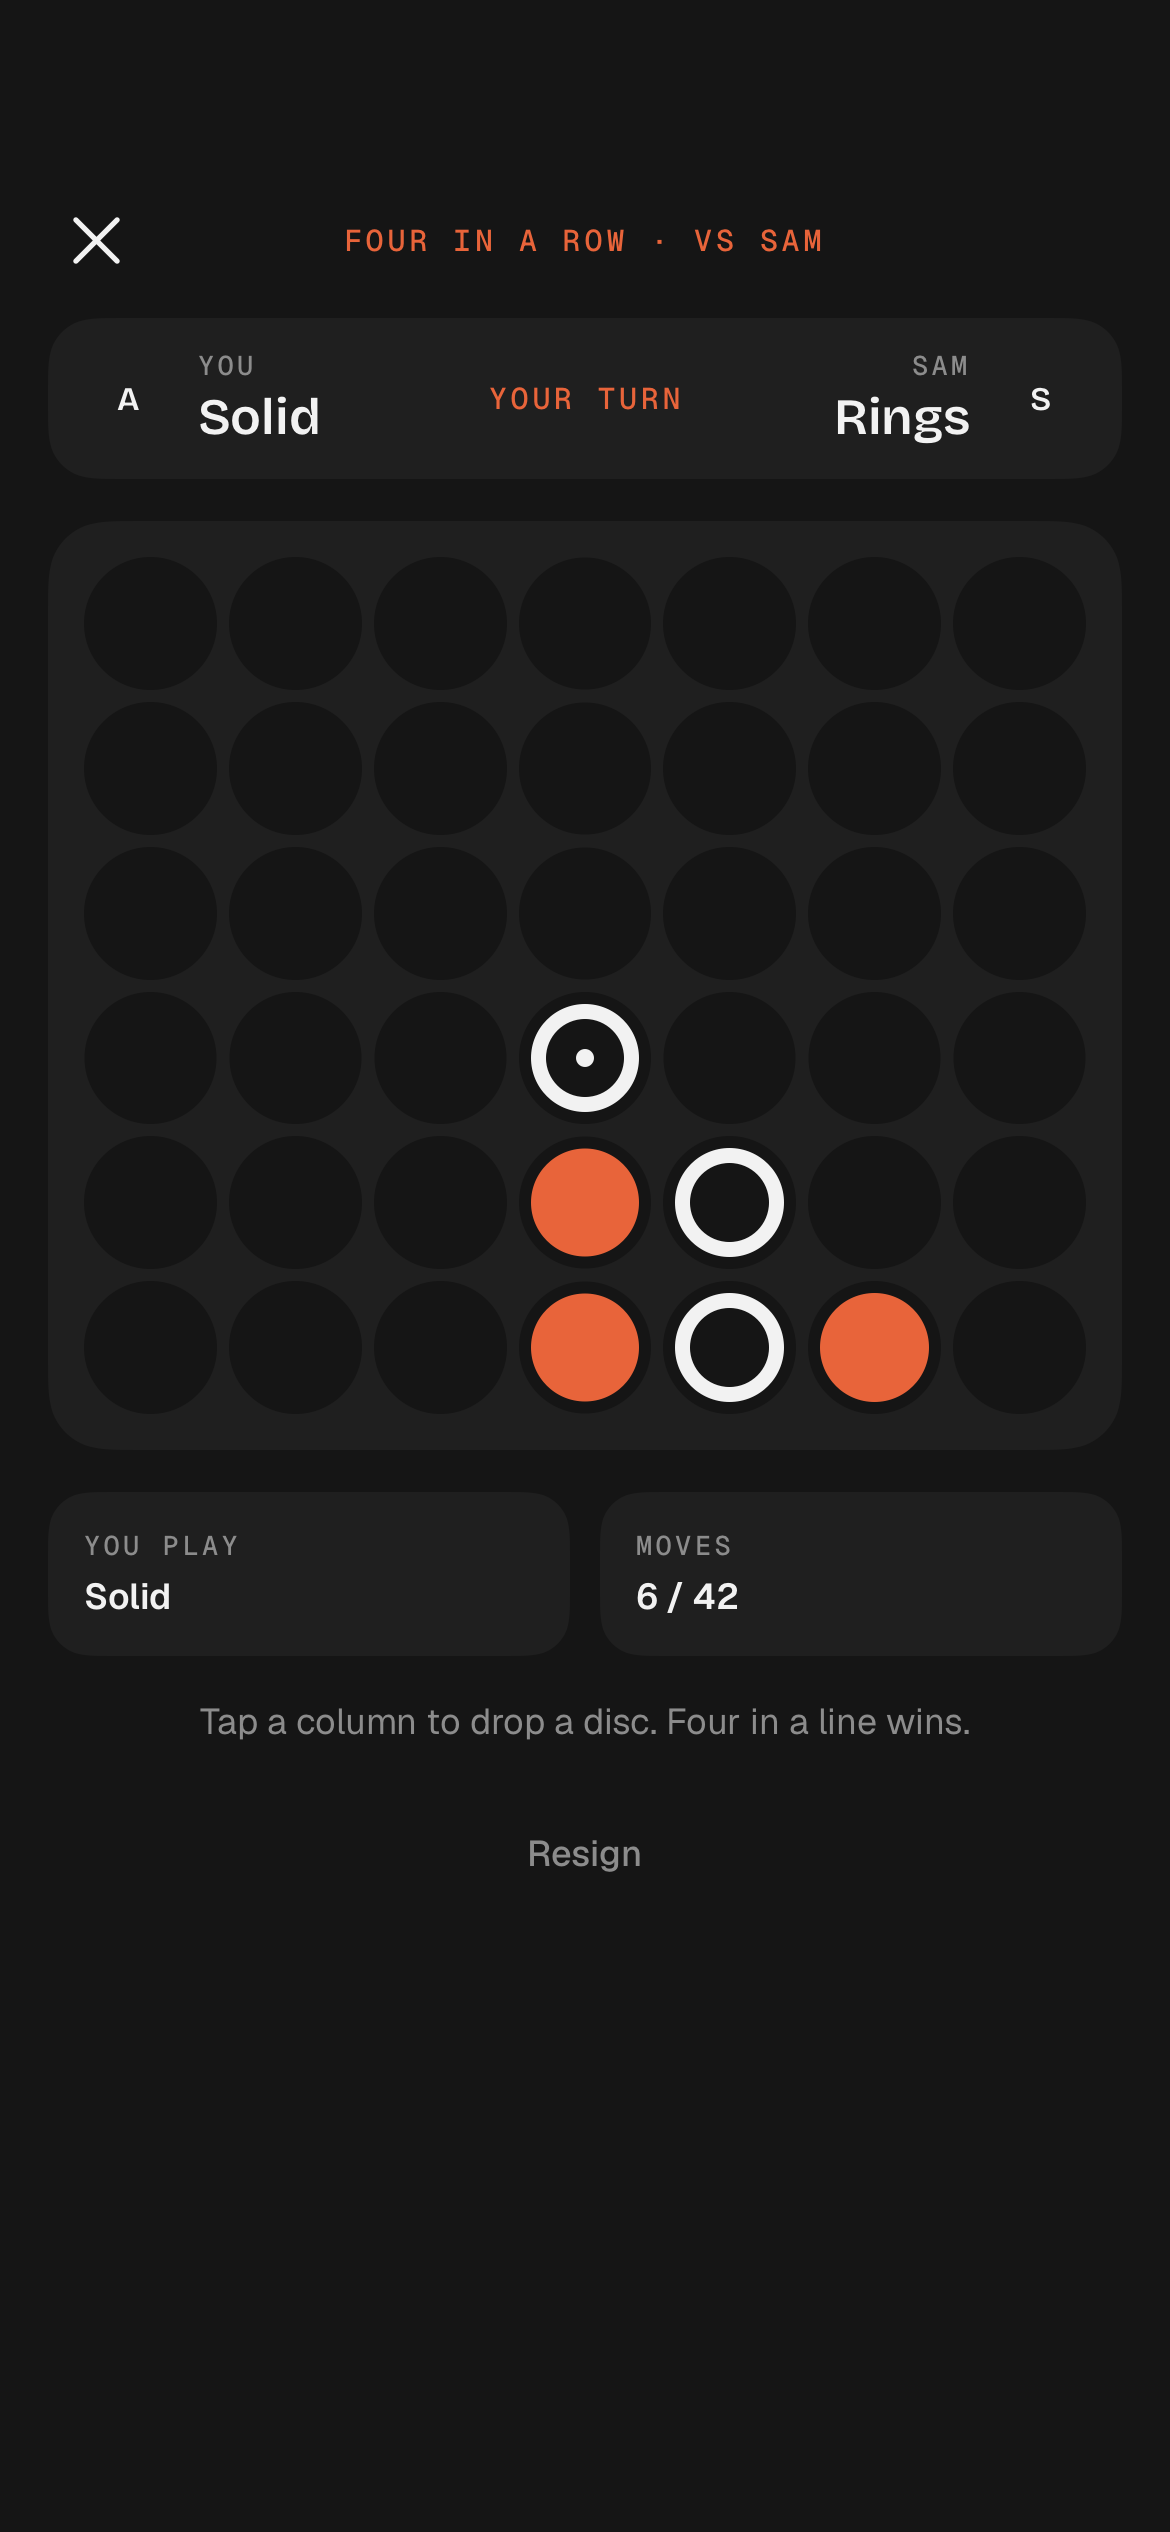 FOUR IN A ROW · VS SAM
A
YOU
Solid
YOUR TURN
SAM
Rings
S
YOU PLAY
Solid
MOVES
6 / 42
Tap a column to drop a disc. Four in a line wins.
Resign